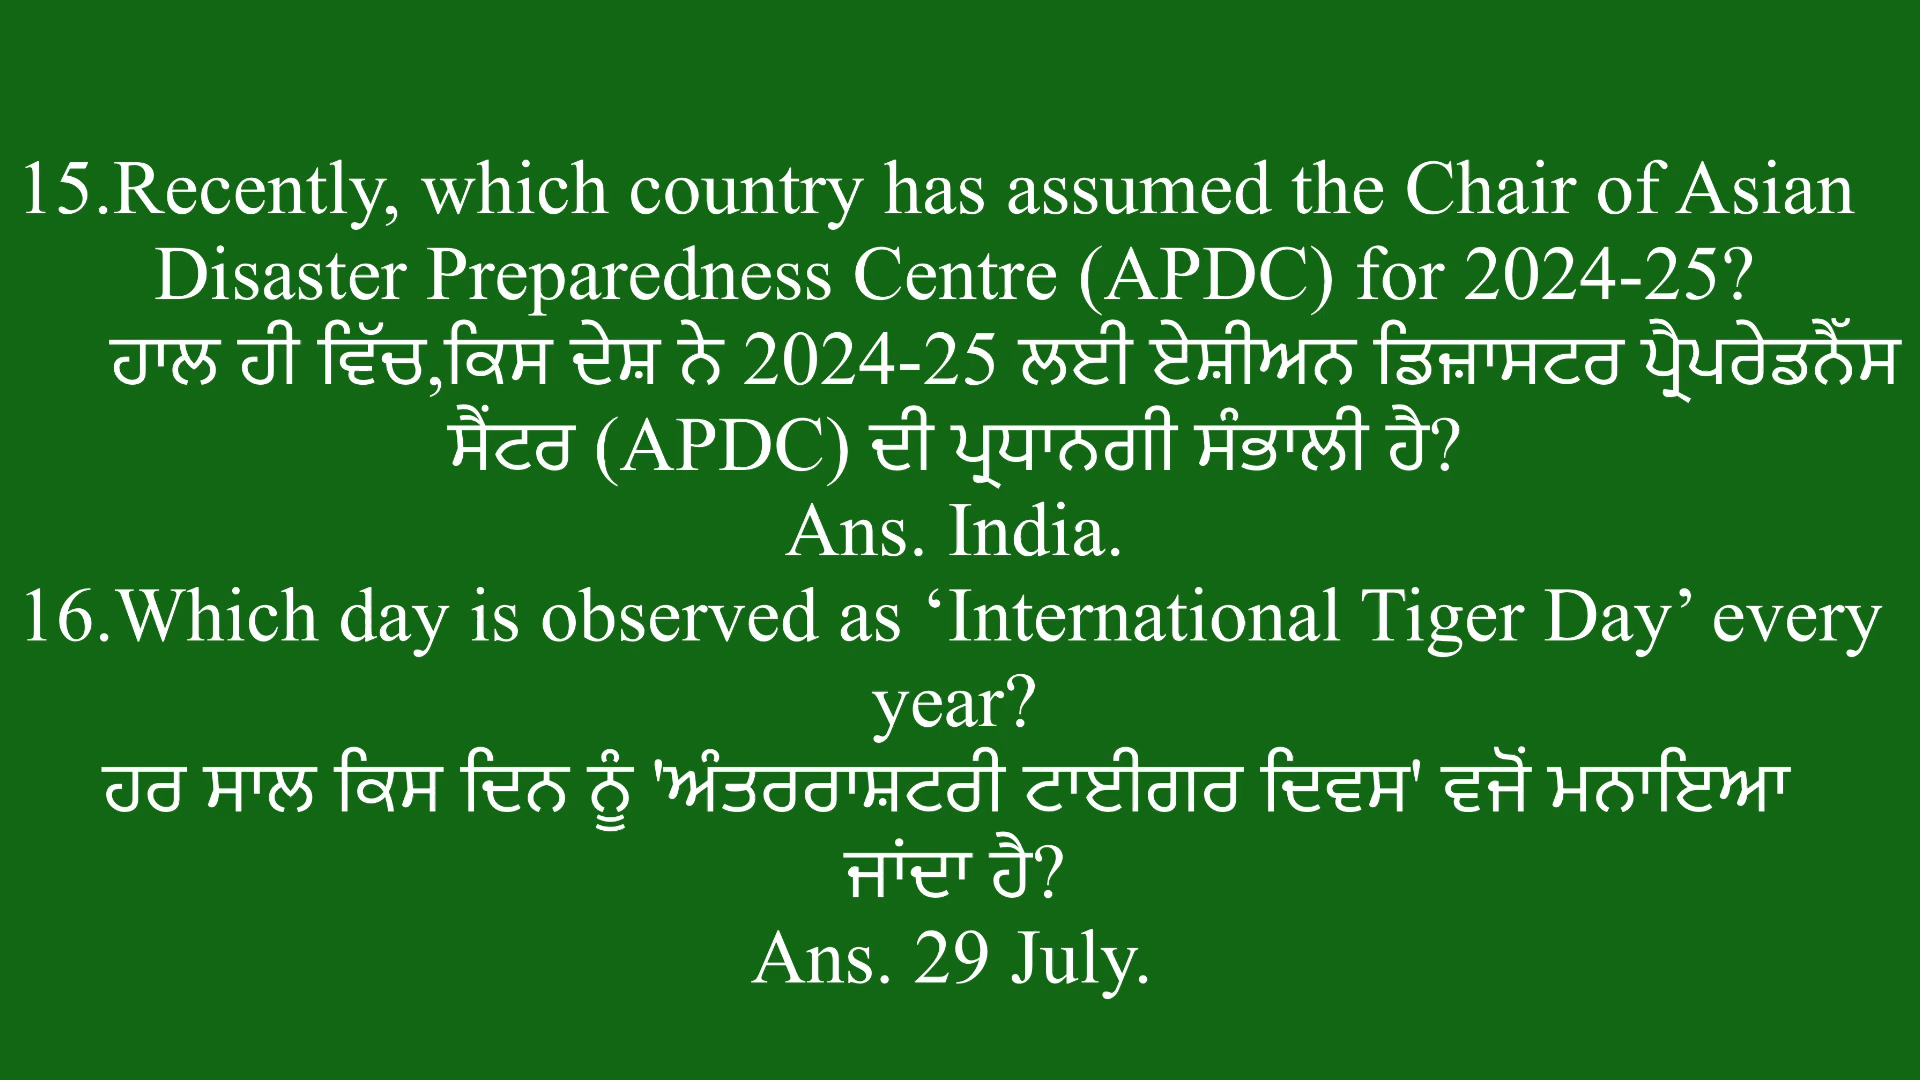 15.Recently, which country has assumed the Chair of Asian
Disaster Preparedness Centre (APDC) for 2024-25?
ਹਾਲ ਹੀ ਵਿੱਚ,ਕਿਸ ਦੇਸ਼ ਨੇ 2024-25 ਲਈ ਏਸ਼ੀਅਨ ਡਿਜ਼ਾਸਟਰ ਪ੍ਰੈਪਰੇਡਨੈੱਸ
ਸੈਂਟਰ (APDC) ਦੀ ਪ੍ਰਧਾਨਗੀ ਸੰਭਾਲੀ ਹੈ?
Ans. India.
16.Which day is observed as ‘International Tiger Day’ every
year?
ਹਰ ਸਾਲ ਕਿਸ ਦਿਨ ਨੂੰ 'ਅੰਤਰਰਾਸ਼ਟਰੀ ਟਾਈਗਰ ਦਿਵਸ' ਵਜੋਂ ਮਨਾਇਆ
ਜਾਂਦਾ ਹੈ?
Ans. 29 July.